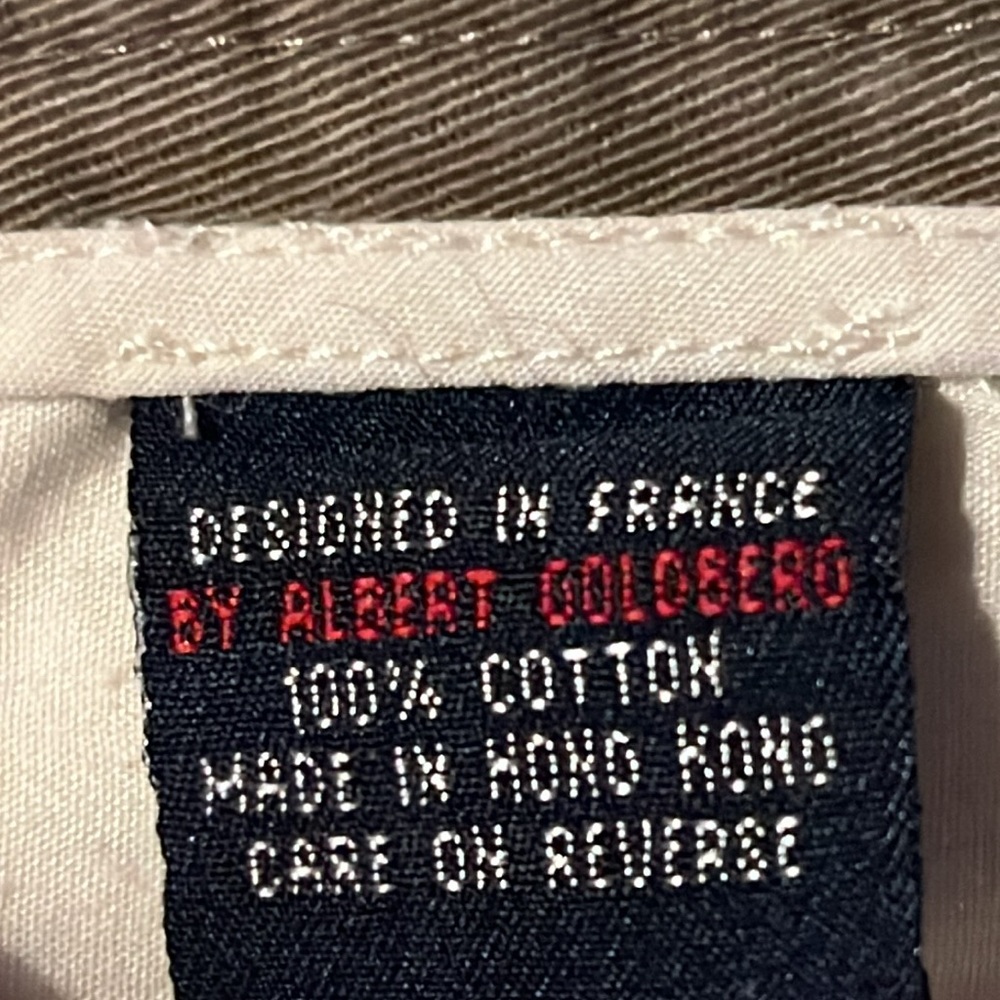 DESIGNED IN FRANCE
BY ALBERT GOLDBERG
100% COTTON
MADE IN HONG KONG
CARE ON REVERSE